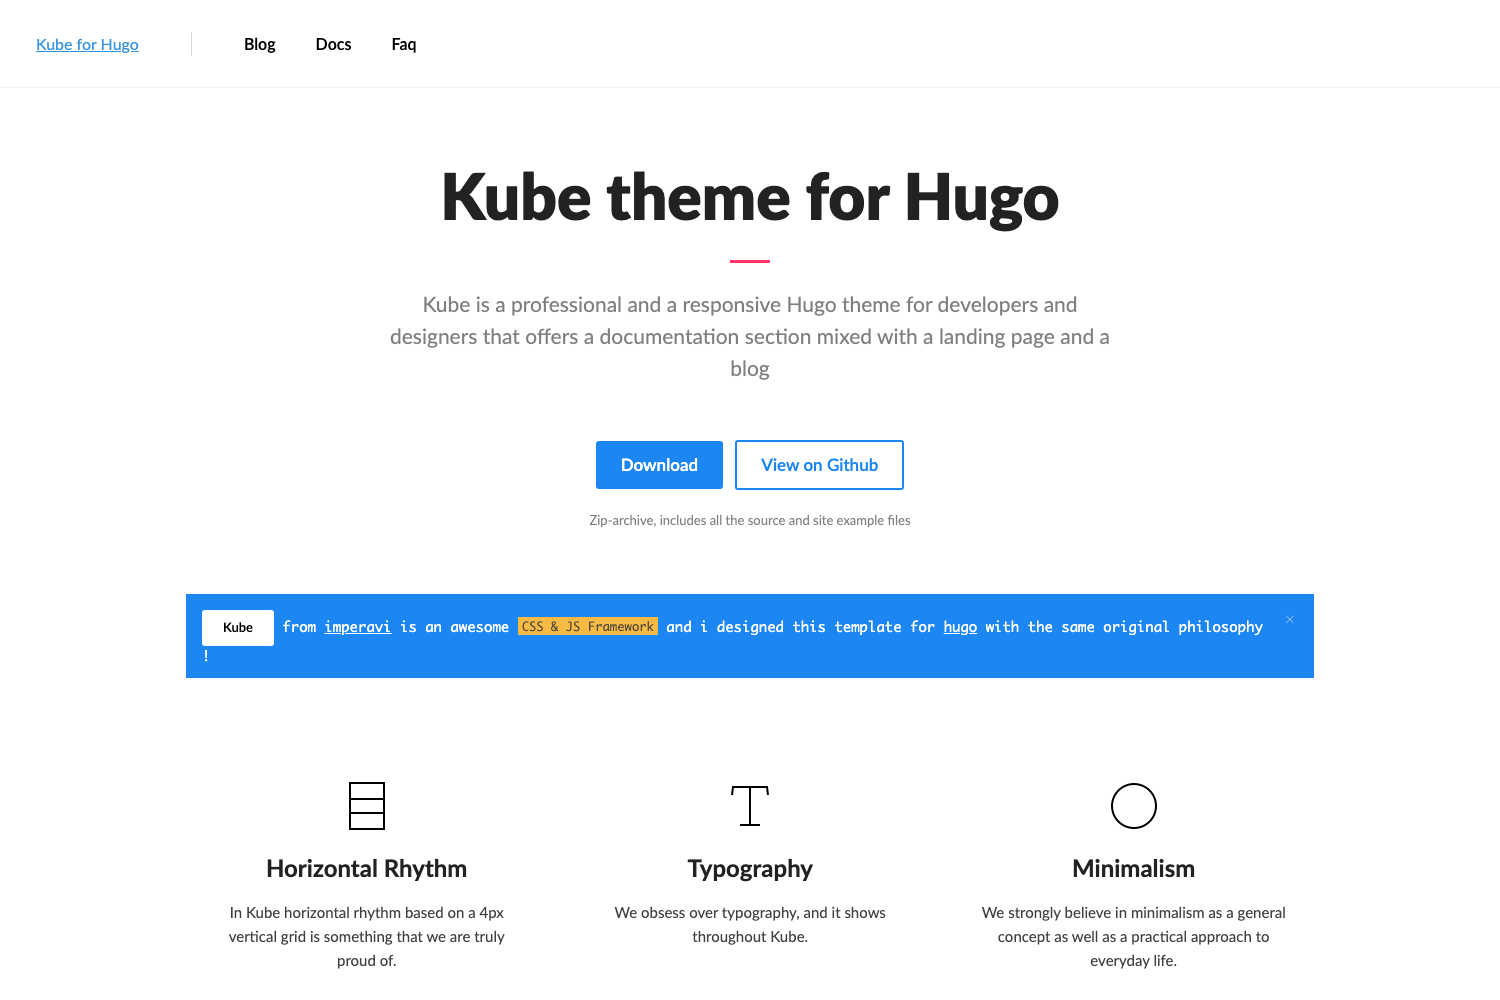 Kube for Hugo
Blog
Docs
Faq
Kube theme for Hugo
Kube is a professional and a responsive Hugo theme for developers and
designers that offers a documentation section mixed with a landing page and a
blog
Download
View on Github
Zip-archive, includes all the source and site example files
Kube from imperavi is an awesome CSS & JS Framework and i designed this template for hugo with the same original philosophy
!
×
Horizontal Rhythm
In Kube horizontal rhythm based on a 4px
vertical grid is something that we are truly
proud of.
Typography
We obsess over typography, and it shows
throughout Kube.
Minimalism
We strongly believe in minimalism as a general
concept as well as a practical approach to
everyday life.